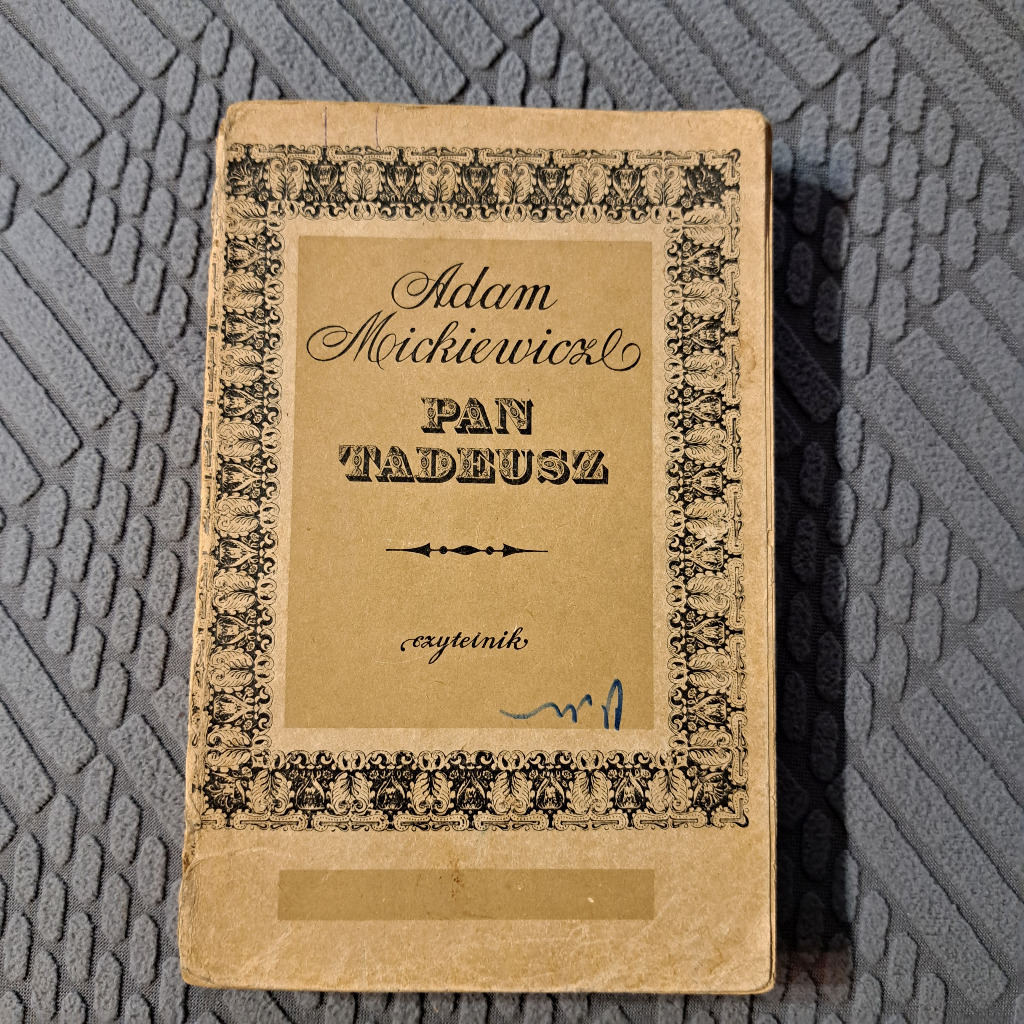 Adam
Mickiewicz
PAN
TADEUSZ
czytelnik